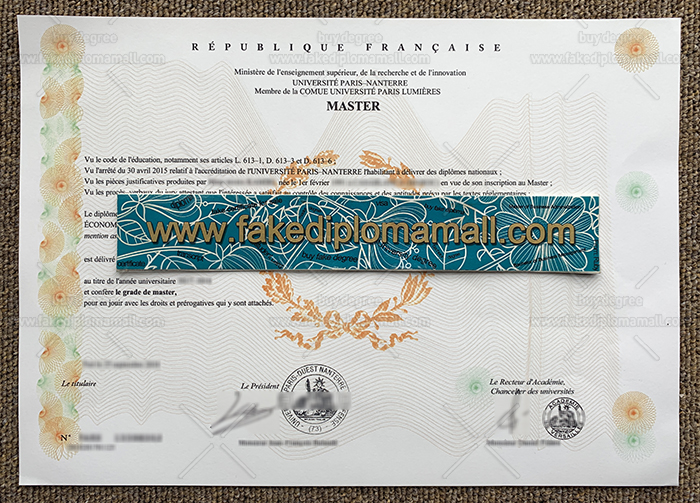 RÉPUBLIQUE FRANÇAISE
Ministère de l'enseignement supérieur, de la recherche et de l'innovation
UNIVERSITÉ PARIS-NANTERRE
Membre de la COMUE UNIVERSITÉ PARIS LUMIÈRES
MASTER
Vu le code de l'éducation, notamment ses articles L. 613-1, D. 613-3 et D. 613-6 ;
Vu l'arrêté du 30 avril 2015 relatif à l'accréditation de l'UNIVERSITÉ PARIS-NANTERRE l'habilitant à délivrer des diplômes nationaux ;
Vu les pièces justificatives produites par née le 1er février en vue de son inscription au Master ;
Vu les procès-verbaux du jury attestant que l'intéressée a satisfait au contrôle des connaissances et des aptitudes prévu par les textes réglementaires ;
Le diplôme
ÉCONOM
mention
www.fakediplomamall.com
buy fake degree
est délivré
au titre de l'année universitaire
et confère le grade de master,
pour en jouir avec les droits et prérogatives qui y sont attachés.
Le titulaire
Le Président
Le Recteur d'Académie,
Chancelier des universités
PARIS-OUEST NANTERRE
UNIVER
(73)
ACADÉMIE
VERSAILLES
N°
buydegree
www.fakediplomamall.com